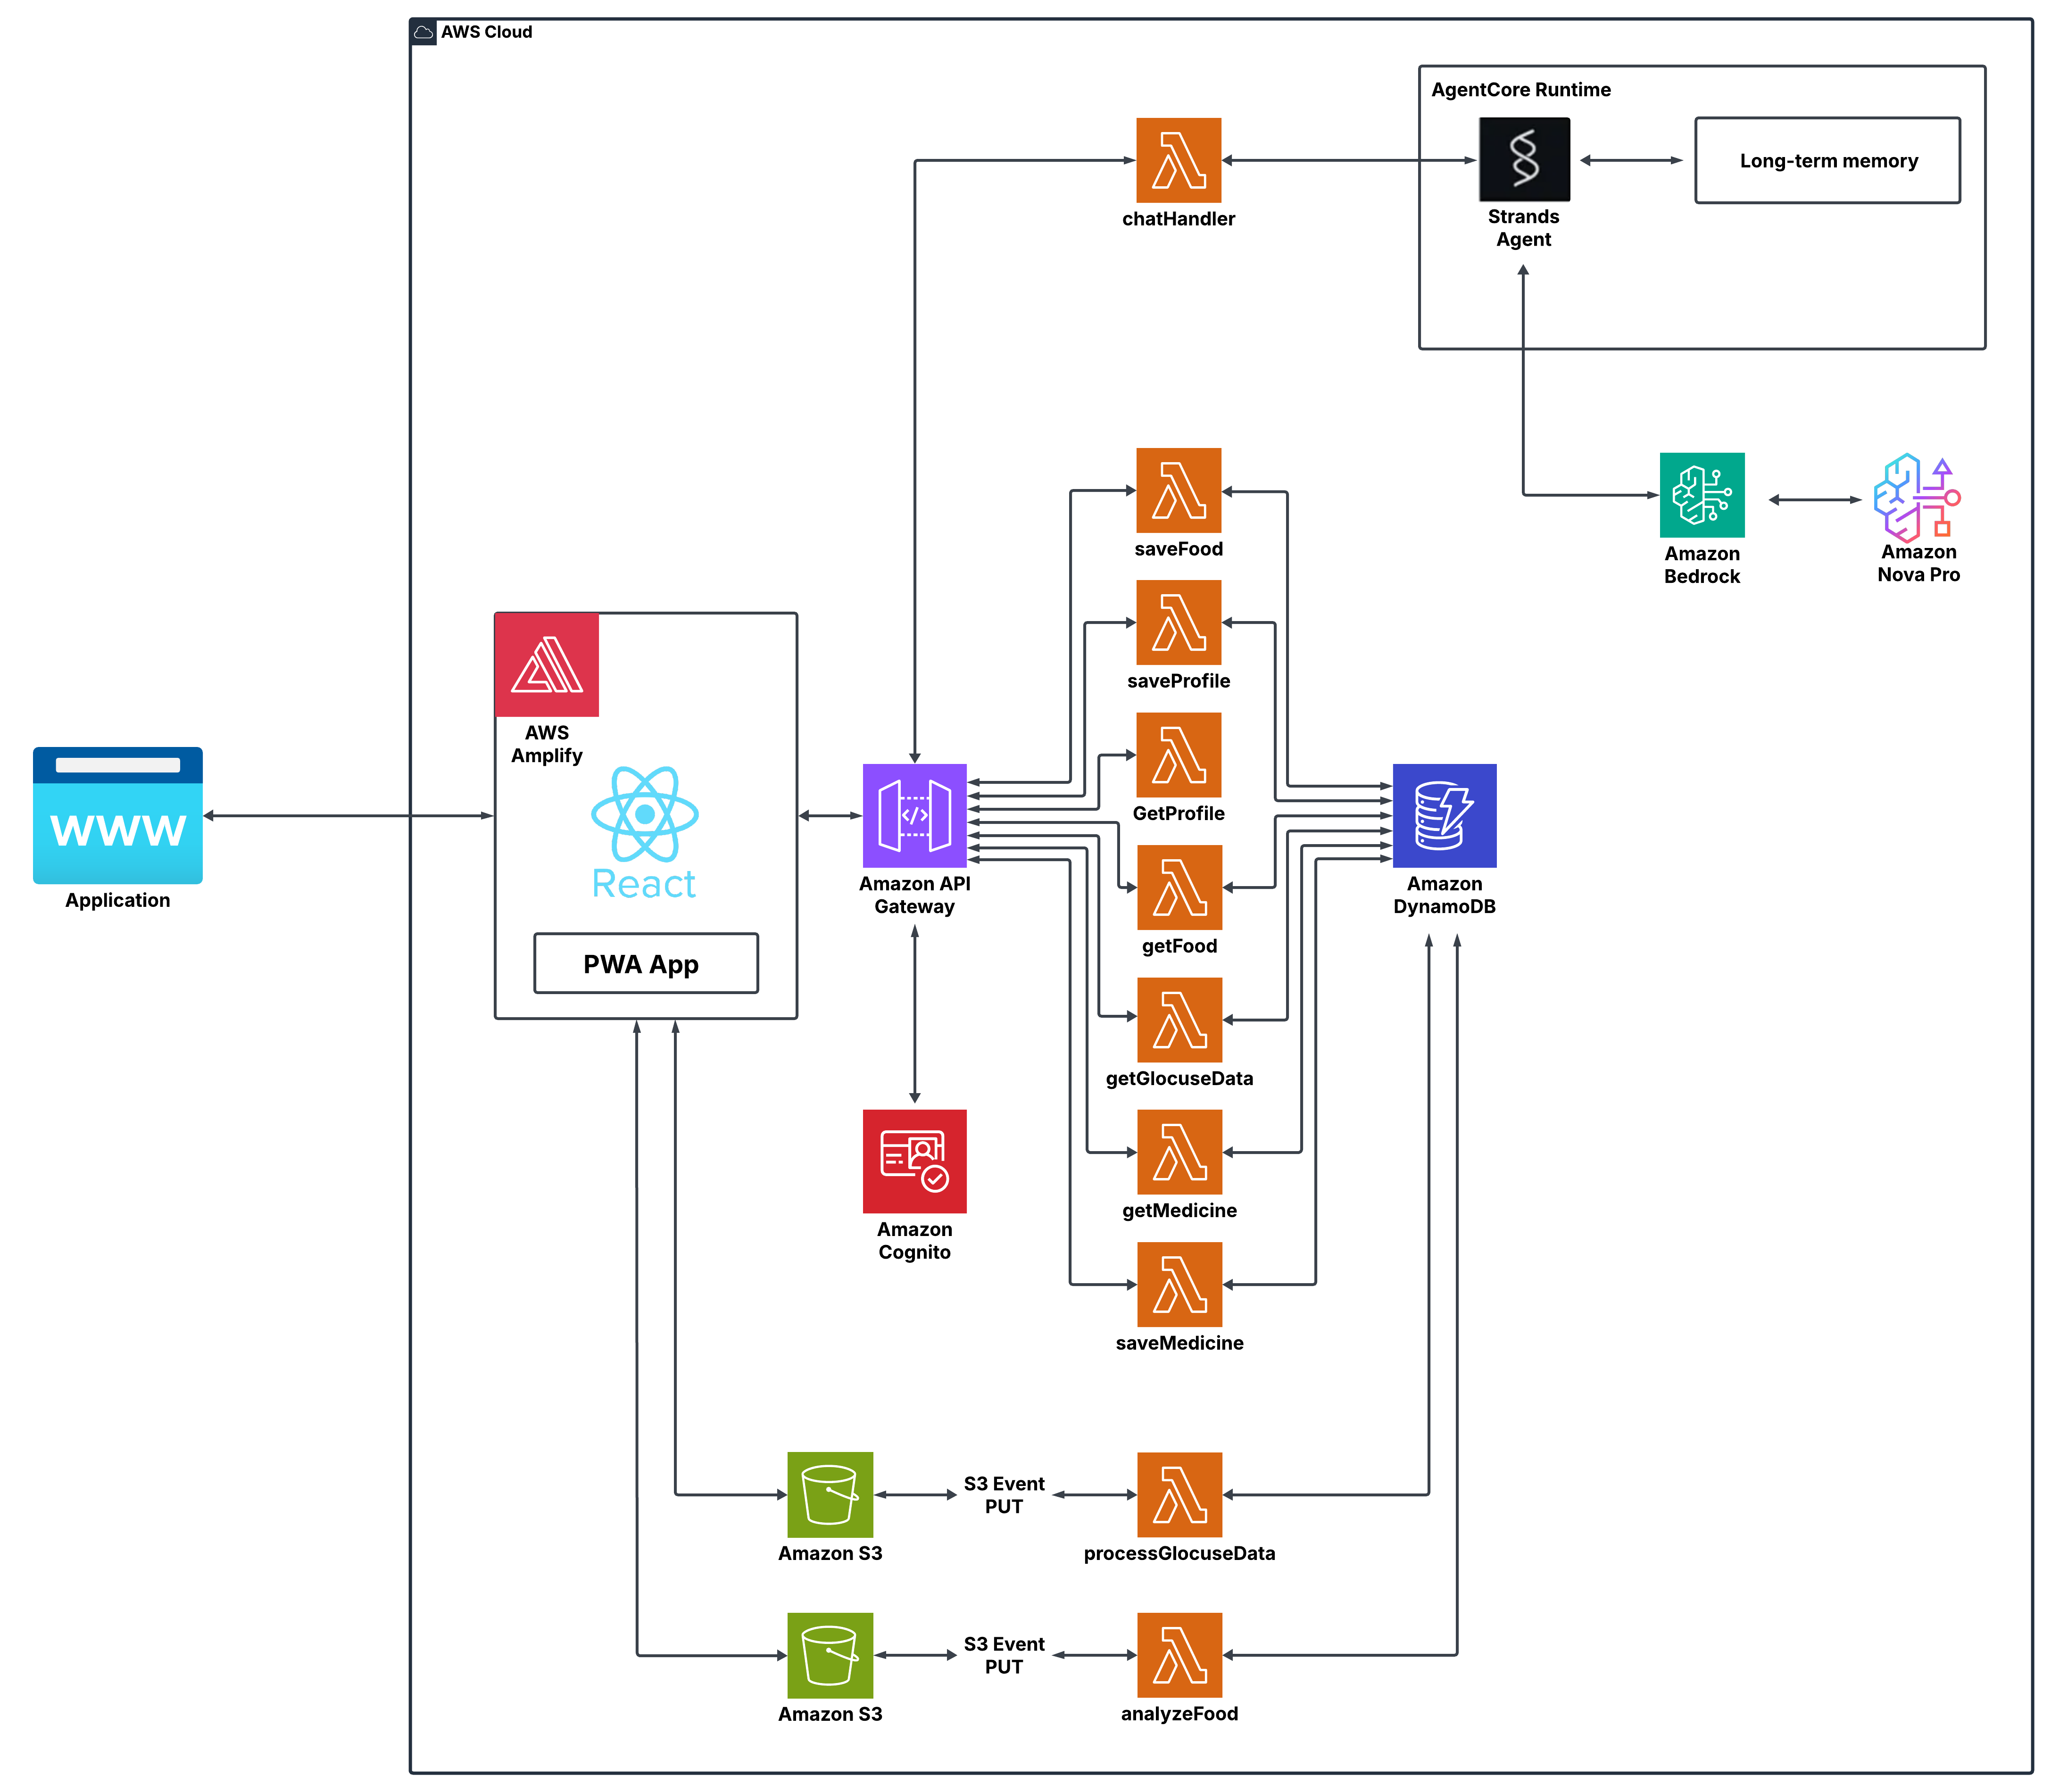 AWS Cloud
AgentCore Runtime
Long-term memory
Strands
Agent
chatHandler
saveFood
Amazon
Bedrock
Amazon
Nova Pro
saveProfile
AWS
Amplify
React
PWA App
www
Application
Amazon API
Gateway
GetProfile
getFood
Amazon
DynamoDB
getGlocuseData
Amazon
Cognito
getMedicine
saveMedicine
Amazon S3
S3 Event
PUT
processGlocuseData
Amazon S3
S3 Event
PUT
analyzeFood